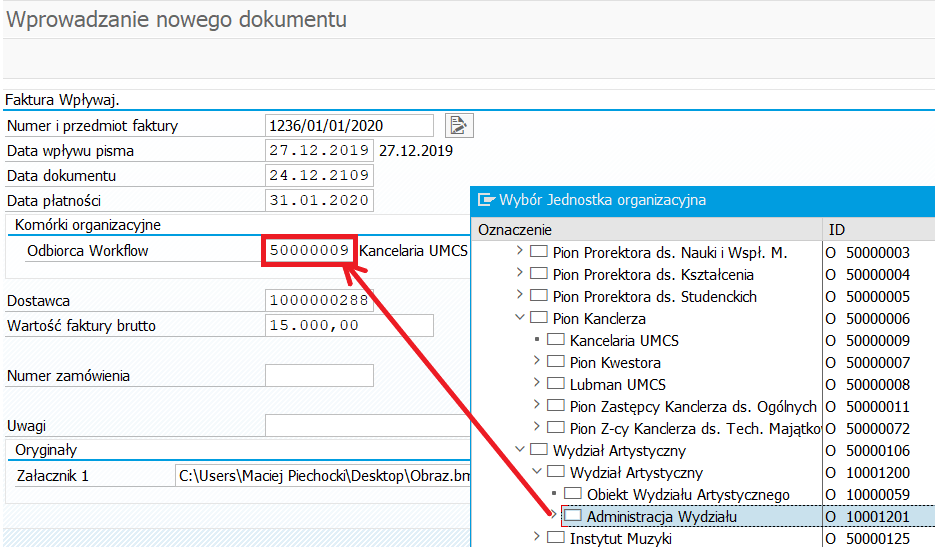 Wprowadzanie nowego dokumentu
Faktura Wpływaj.
Numer i przedmiot faktury 1236/01/01/2020
Data wpływu pisma 27.12.2019 27.12.2019
Data dokumentu 24.12.2109
Data płatności 31.01.2020
Komórki organizacyjne
Odbiorca Workflow 50000009 Kancelaria UMCS
Dostawca 1000000288
Wartość faktury brutto 15.000,00
Numer zamówienia
Uwagi
Oryginały
Załacznik 1 C:\Users\Maciej Piechocki\Desktop\Obraz.bm
Wybór Jednostka organizacyjna
Oznaczenie ID
Pion Prorektora ds. Nauki i Wspł. M. O 50000003
Pion Prorektora ds. Kształcenia O 50000004
Pion Prorektora ds. Studenckich O 50000005
Pion Kanclerza O 50000006
Kancelaria UMCS O 50000009
Pion Kwestora O 50000007
Lubman UMCS O 50000008
Pion Zastępcy Kanclerza ds. Ogólnych O 50000011
Pion Z-cy Kanclerza ds. Tech. Majątkov O 50000072
Wydział Artystyczny O 50000106
Wydział Artystyczny O 10001200
Obiekt Wydziału Artystycznego O 10000059
Administracja Wydziału O 10001201
Instytut Muzyki O 50000125